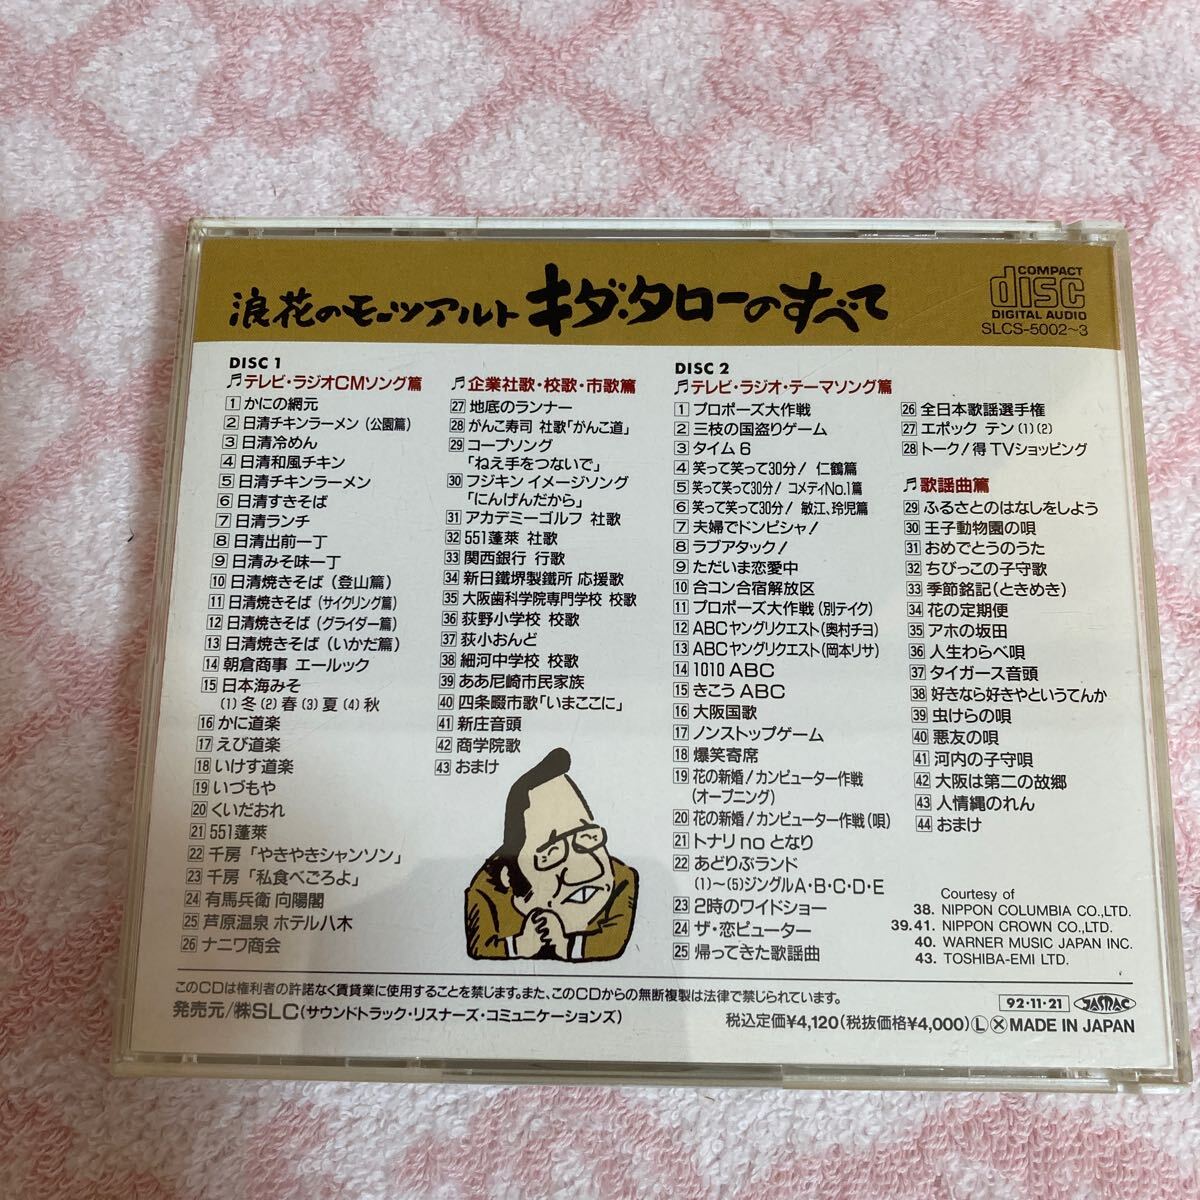 浪花のモーツアルト キダ・タローのすべて
COMPACT
disc
DIGITAL AUDIO
SLCS-5002~3
DISC 1
♬テレビ・ラジオCMソング篇
1 かにの網元
2 日清チキンラーメン (公園篇)
3 日清冷めん
4 日清和風チキン
5 日清チキンラーメン
6 日清すきそば
7 日清ランチ
8 日清出前一丁
9 日清みそ味一丁
10 日清焼きそば (登山篇)
11 日清焼きそば (サイクリング篇)
12 日清焼きそば (グライダー篇)
13 日清焼きそば (いかだ篇)
14 朝倉商事 エールック
15 日本海みそ
(1) 冬 (2) 春 (3) 夏 (4) 秋
16 かに道楽
17 えび道楽
18 いけす道楽
19 いづもや
20 くいだおれ
21 551蓬莱
22 千房「やきやきシャンソン」
23 千房「私食べごろよ」
24 有馬兵衛 向陽閣
25 芦原温泉 ホテル八木
26 ナニワ商会
♬企業社歌・校歌・市歌篇
27 地底のランナー
28 がんこ寿司 社歌「がんこ道」
29 コープソング
「ねえ手をつないで」
30 フジキン イメージソング
「にんげんだから」
31 アカデミーゴルフ 社歌
32 551蓬莱 社歌
33 関西銀行 行歌
34 新日鐵堺製鐵所 応援歌
35 大阪歯科学院専門学校 校歌
36 荻野小学校 校歌
37 荻小おんど
38 細河中学校 校歌
39 ああ尼崎市民家族
40 四条畷市歌「いまここに」
41 新庄音頭
42 商学院歌
43 おまけ
DISC 2
♬テレビ・ラジオ・テーマソング篇
1 プロポーズ大作戦
2 三枝の国盗りゲーム
3 タイム6
4 笑って笑って30分! 仁鶴篇
5 笑って笑って30分! コメディNo.1篇
6 笑って笑って30分! 敏江、玲児篇
7 夫婦でドンピシャ!
8 ラブアタック!
9 ただいま恋愛中
10 合コン合宿解放区
11 プロポーズ大作戦 (別テイク)
12 ABCヤングリクエスト(奥村チヨ)
13 ABCヤングリクエスト(岡本リサ)
14 1010 ABC
15 きこう ABC
16 大阪国歌
17 ノンストップゲーム
18 爆笑寄席
19 花の新婚! カンピューター作戦
(オープニング)
20 花の新婚! カンピューター作戦 (唄)
21 トナリ no となり
22 あどりぶランド
(1)~(5)ジングルA・B・C・D・E
23 2時のワイドショー
24 ザ・恋ピューター
25 帰ってきた歌謡曲
26 全日本歌謡選手権
27 エポック テン (1) (2)
28 トーク! 得 TVショッピング
♬歌謡曲篇
29 ふるさとのはなしをしよう
30 王子動物園の唄
31 おめでとうのうた
32 ちびっこの子守歌
33 季節銘記 (ときめき)
34 花の定期便
35 アホの坂田
36 人生わらべ唄
37 タイガース音頭
38 好きなら好きやというてんか
39 虫けらの唄
40 悪友の唄
41 河内の子守唄
42 大阪は第二の故郷
43 人情縄のれん
44 おまけ
Courtesy of
38. NIPPON COLUMBIA CO.,LTD.
39.41. NIPPON CROWN CO.,LTD.
40. WARNER MUSIC JAPAN INC.
43. TOSHIBA-EMI LTD.
このCDは権利者の許諾なく賃貸業に使用することを禁じます。また、このCDからの無断複製は法律で禁じられています。
発売元/㈱SLC(サウンドトラック・リスナーズ・コミュニケーションズ)
92・11・21
JASRAC
税込定価¥4,120(税抜価格¥4,000) Ⓛ Ⓧ MADE IN JAPAN